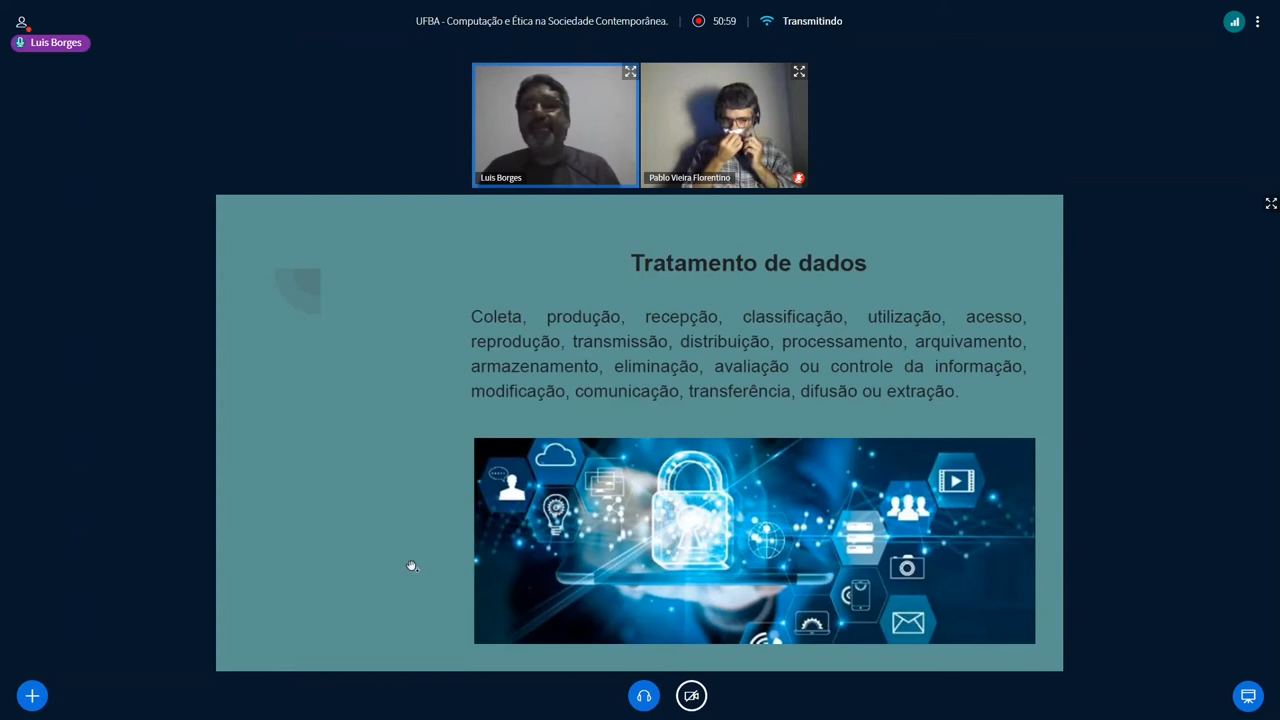 UFBA - Computação e Ética na Sociedade Contemporânea.
50:59
Transmitindo
Luis Borges
Luis Borges
Pablo Vieira Florentino
Tratamento de dados
Coleta, produção, recepção, classificação, utilização, acesso,
reprodução, transmissão, distribuição, processamento, arquivamento,
armazenamento, eliminação, avaliação ou controle da informação,
modificação, comunicação, transferência, difusão ou extração.